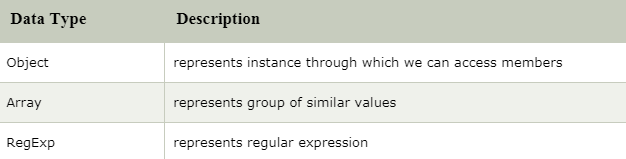 Data Type Description
Object represents instance through which we can access members
Array represents group of similar values
RegExp represents regular expression